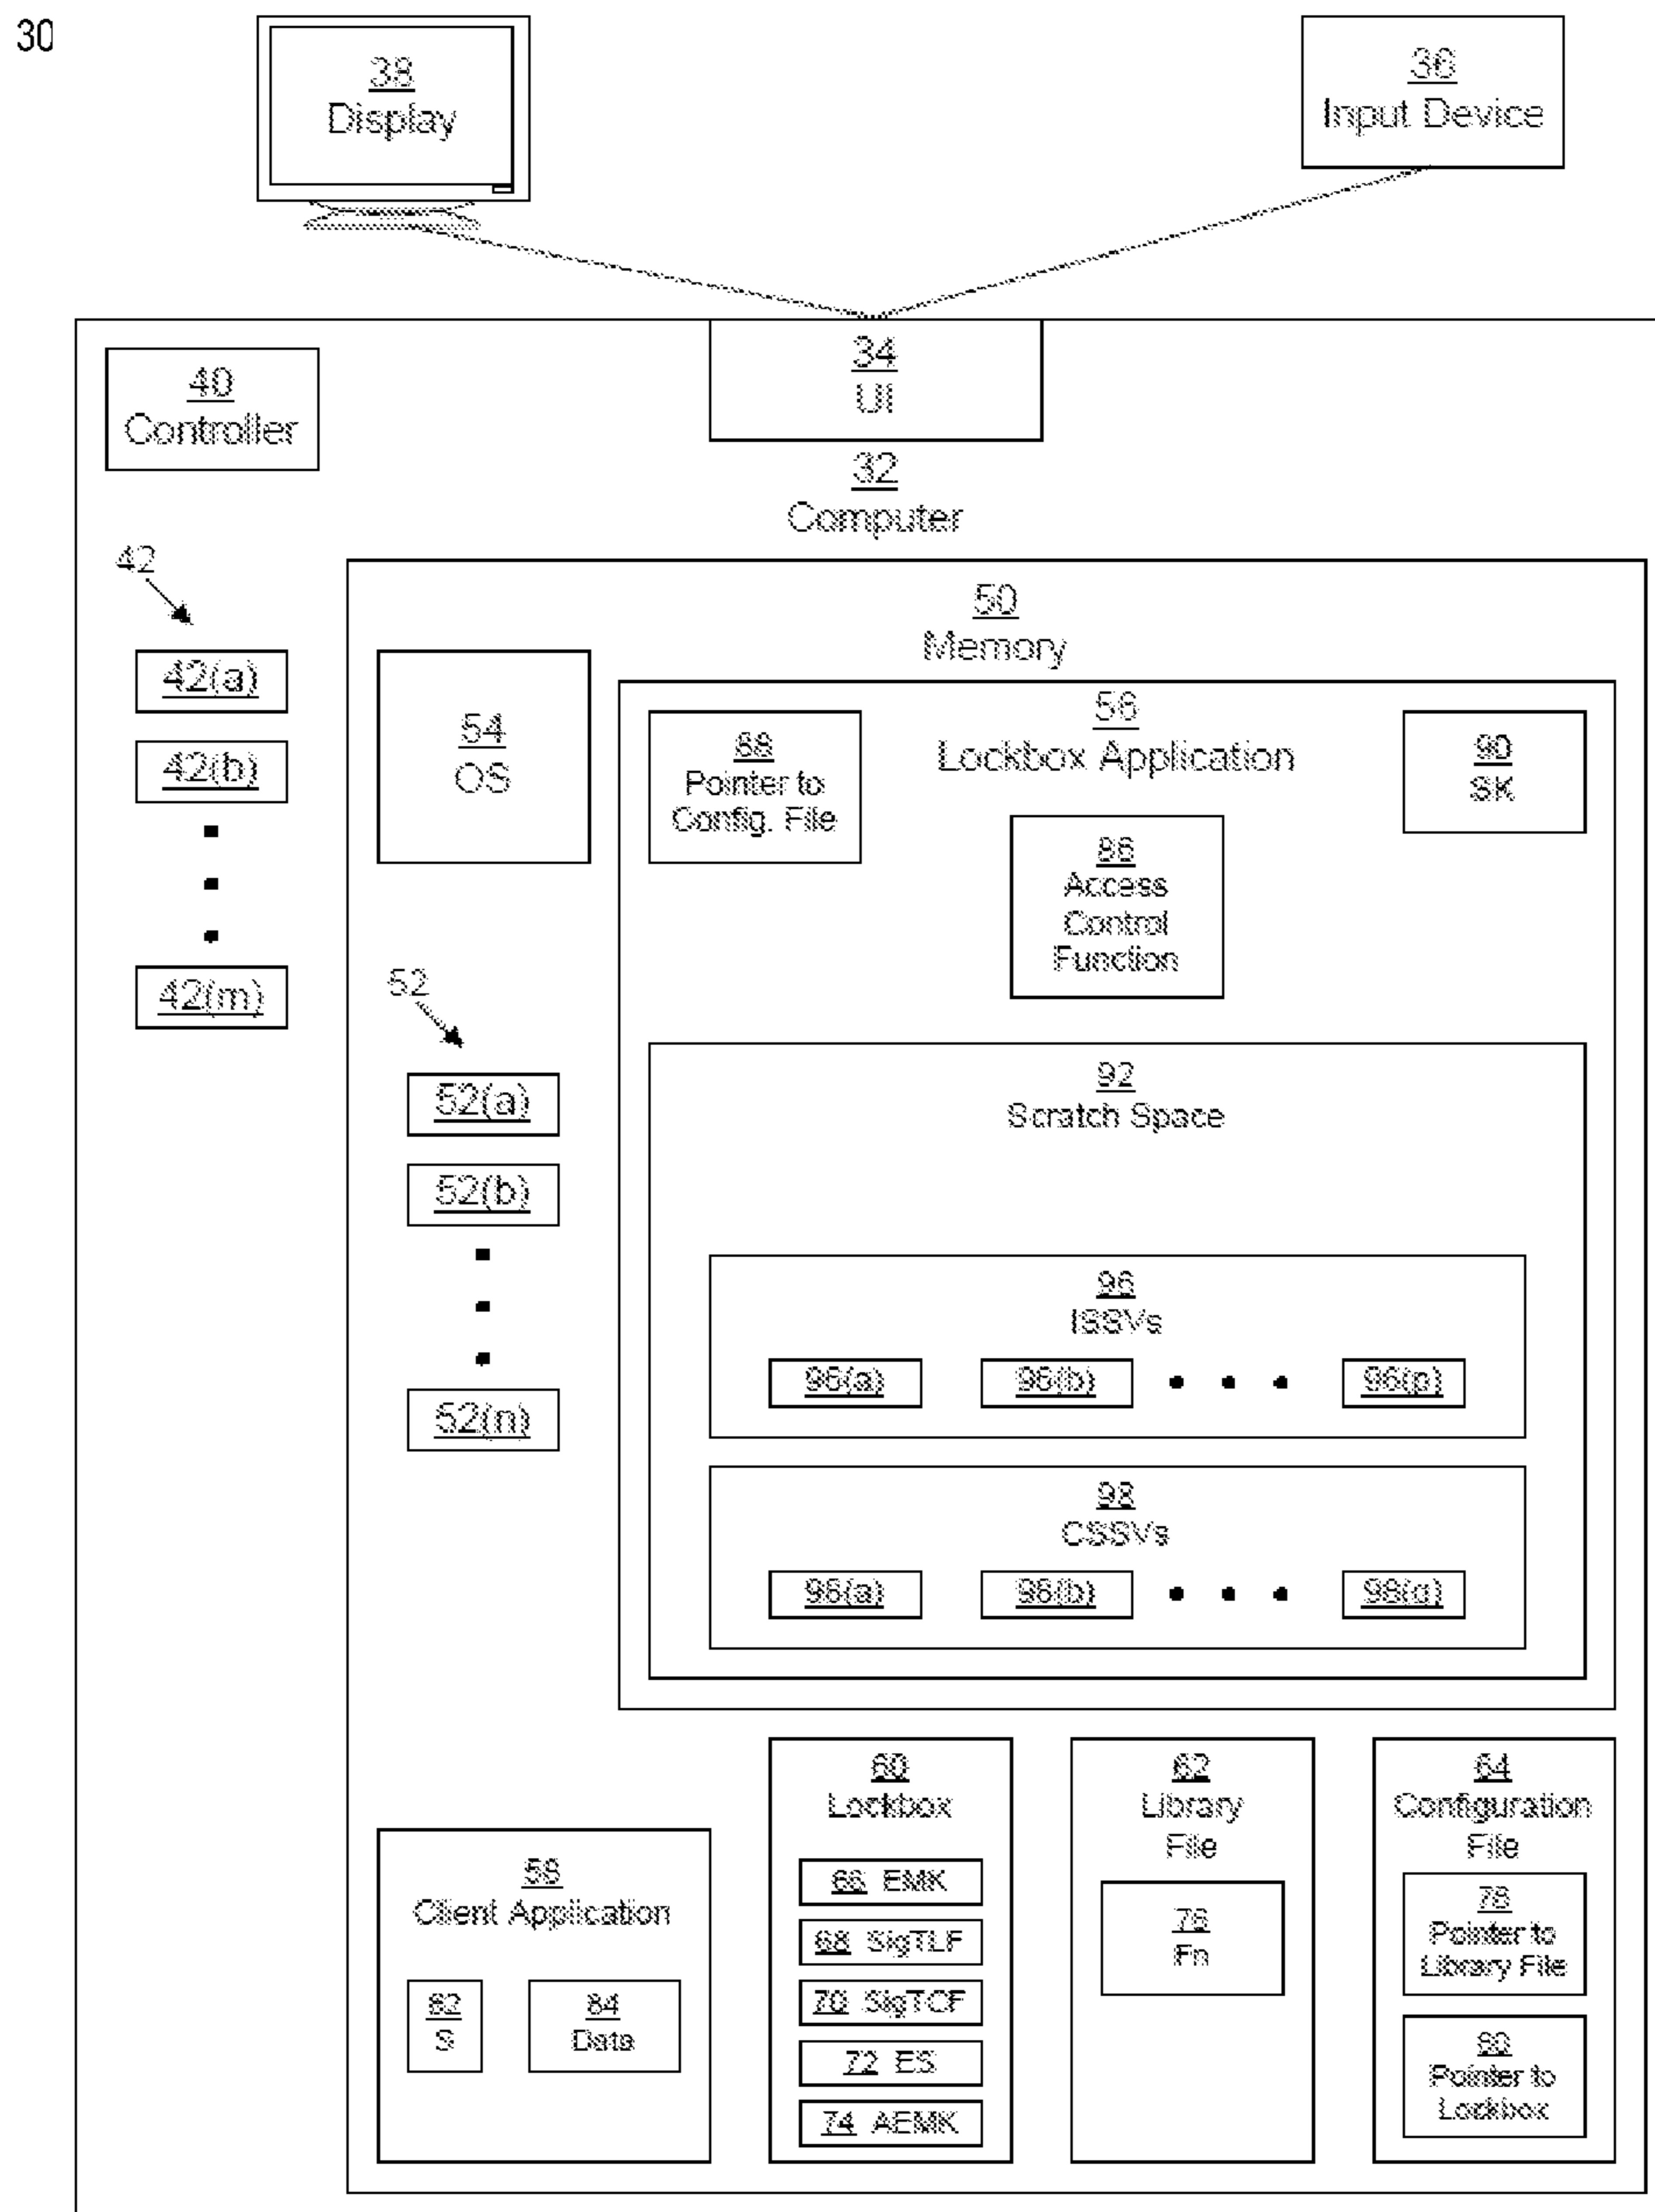 30
38
Display
36
Input Device
34
UI
40
Controller
32
Computer
42
42(a)
42(b)
42(m)
50
Memory
54
OS
56
Lockbox Application
88
Pointer to
Config. File
90
SK
86
Access
Control
Function
52
52(a)
52(b)
52(n)
92
Scratch Space
96
ISSVs
96(a)
96(b)
96(p)
98
CSSVs
98(a)
98(b)
98(q)
58
Client Application
82
S
84
Data
60
Lockbox
66 EMK
68 SigTLF
70 SigTCF
72 ES
74 AEMK
62
Library
File
76
Fn
64
Configuration
File
78
Pointer to
Library File
80
Pointer to
Lockbox